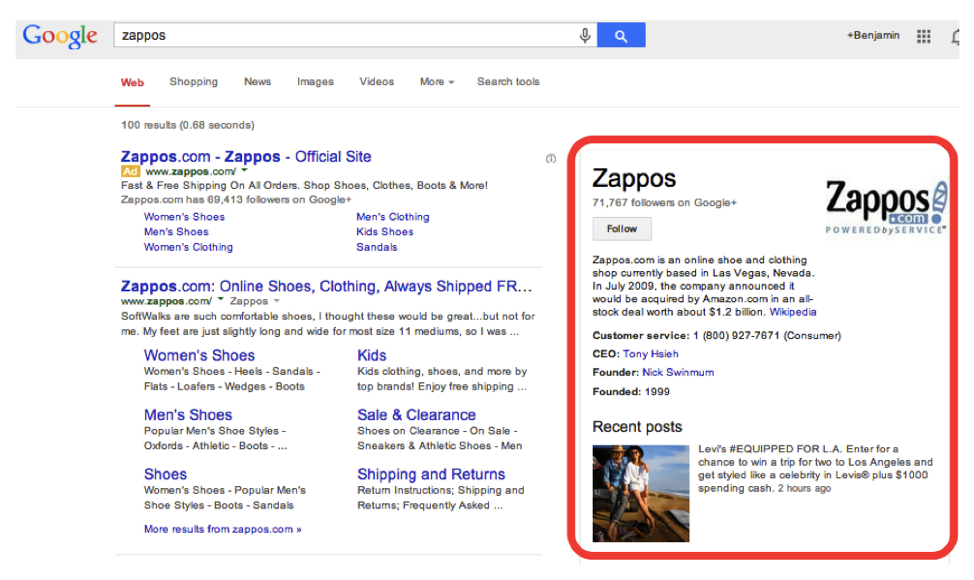 Google
zappos
+Benjamin
Web Shopping News Images Videos More Search tools
100 results (0.68 seconds)
Zappos.com - Zappos - Official Site
Ad www.zappos.com/
Fast & Free Shipping On All Orders. Shop Shoes, Clothes, Boots & More!
Zappos.com has 69,413 followers on Google+
Women's Shoes Men's Clothing
Men's Shoes Kids Shoes
Women's Clothing Sandals
Zappos.com: Online Shoes, Clothing, Always Shipped FR...
www.zappos.com/ Zappos
SoftWalks are such comfortable shoes, I thought these would be great...but not for
me. My feet are just slightly long and wide for most size 11 mediums, so I was ...
Women's Shoes Kids
Women's Shoes - Heels - Sandals - Kids clothing, shoes, and more by
Flats - Loafers - Wedges - Boots top brands! Enjoy free shipping ...
Men's Shoes Sale & Clearance
Popular Men's Shoe Styles - Shoes on Clearance - On Sale -
Oxfords - Athletic - Boots - ... Sneakers & Athletic Shoes - Men
Shoes Shipping and Returns
Women's Shoes - Popular Men's Return Instructions; Shipping and
Shoe Styles - Boots - Sandals Returns; Frequently Asked ...
More results from zappos.com »
Zappos
71,767 followers on Google+
Follow
Zappos
.com
POWERED by SERVICE
Zappos.com is an online shoe and clothing
shop currently based in Las Vegas, Nevada.
In July 2009, the company announced it
would be acquired by Amazon.com in an all-
stock deal worth about $1.2 billion. Wikipedia
Customer service: 1 (800) 927-7671 (Consumer)
CEO: Tony Hsieh
Founder: Nick Swinmurn
Founded: 1999
Recent posts
Levi's #EQUIPPED FOR L.A. Enter for a
chance to win a trip for two to Los Angeles and
get styled like a celebrity in Levis® plus $1000
spending cash. 2 hours ago